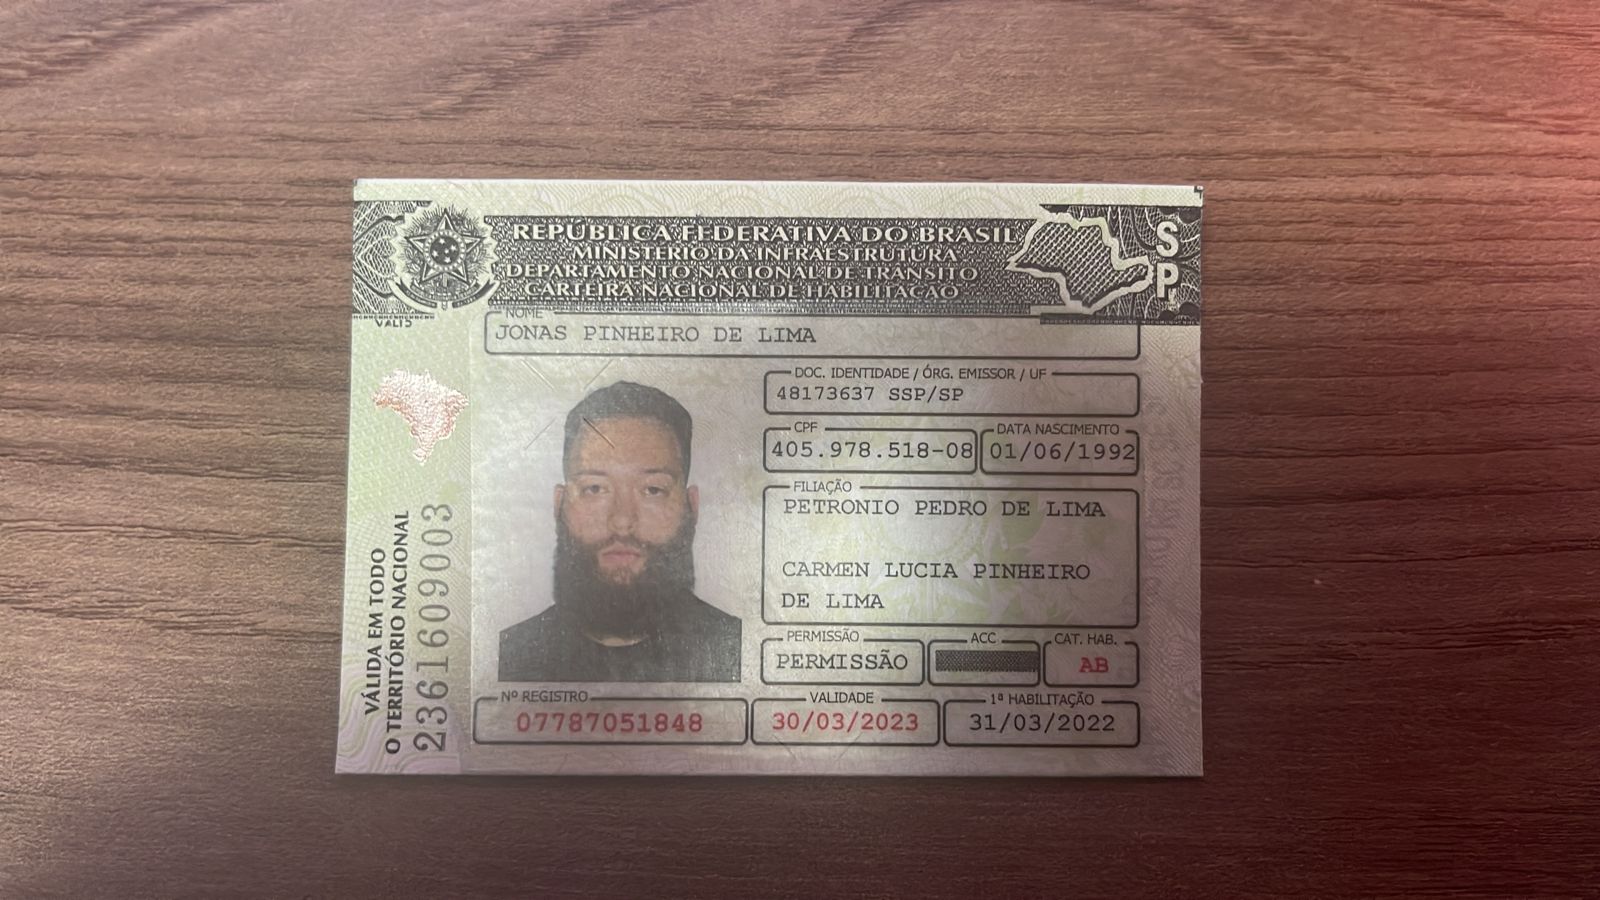 REPÚBLICA FEDERATIVA DO BRASIL
MINISTÉRIO DA INFRAESTRUTURA
DEPARTAMENTO NACIONAL DE TRÂNSITO
CARTEIRA NACIONAL DE HABILITAÇÃO
SP
NOME
JONAS PINHEIRO DE LIMA
DOC. IDENTIDADE / ÓRG. EMISSOR / UF
48173637 SSP/SP
CPF
405.978.518-08
DATA NASCIMENTO
01/06/1992
FILIAÇÃO
PETRONIO PEDRO DE LIMA
CARMEN LUCIA PINHEIRO
DE LIMA
PERMISSÃO
PERMISSÃO
ACC
CAT. HAB.
AB
Nº REGISTRO
07787051848
VALIDADE
30/03/2023
1ª HABILITAÇÃO
31/03/2022
VÁLIDA EM TODO
O TERRITÓRIO NACIONAL
2361609003